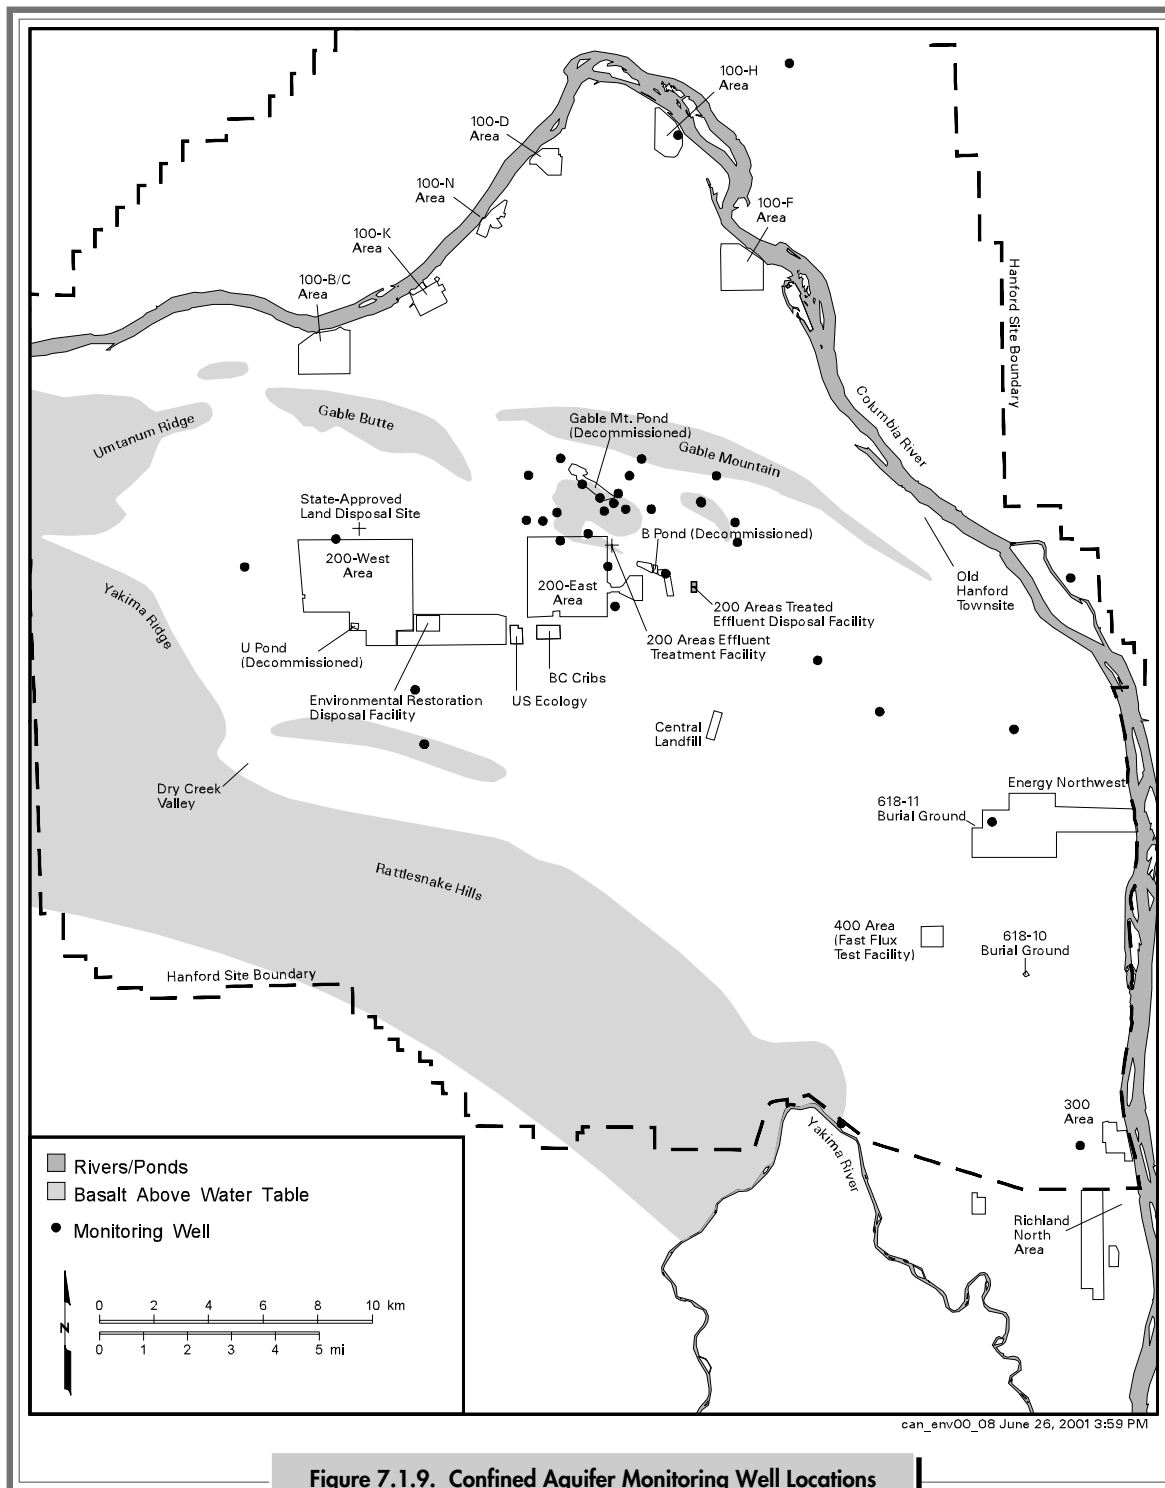 100-H
Area
100-D
Area
100-N
Area
100-F
Area
100-K
Area
100-B/C
Area
Hanford Site Boundary
Columbia River
Umtanum Ridge
Gable Butte
Gable Mt. Pond
(Decommissioned)
Gable Mountain
State-Approved
Land Disposal Site
200-West
Area
B Pond (Decommissioned)
200-East
Area
Old
Hanford
Townsite
Yakima Ridge
200 Areas Treated
Effluent Disposal Facility
200 Areas Effluent
Treatment Facility
U Pond
(Decommissioned)
BC Cribs
Environmental Restoration
Disposal Facility
US Ecology
Central
Landfill
Dry Creek
Valley
Energy Northwest
618-11
Burial Ground
Rattlesnake Hills
400 Area
(Fast Flux
Test Facility)
618-10
Burial Ground
Hanford Site Boundary
300
Area
Yakima River
Richland
North
Area
Rivers/Ponds
Basalt Above Water Table
Monitoring Well
N
0 2 4 6 8 10 km
0 1 2 3 4 5 mi
can_env00_08 June 26, 2001 3:59 PM
Figure 7.1.9. Confined Aquifer Monitoring Well Locations